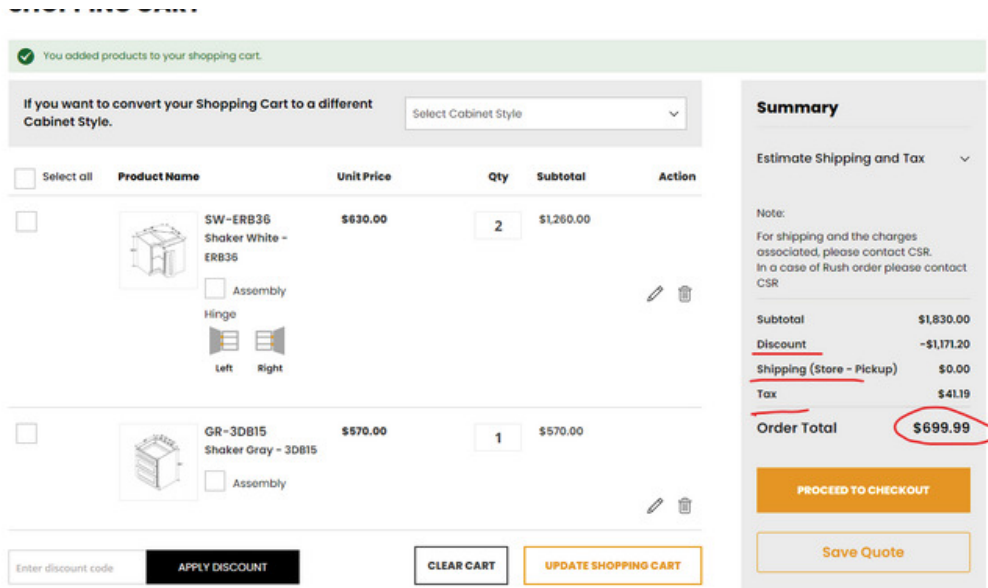 SHOPPING CART
You added products to your shopping cart.
If you want to convert your Shopping Cart to a different
Cabinet Style.
Select Cabinet Style
Select all Product Name Unit Price Qty Subtotal Action
SW-ERB36 $630.00 2 $1,260.00
Shaker White -
ERB36
Assembly
Hinge
Left Right
GR-3DB15 $570.00 1 $570.00
Shaker Gray - 3DB15
Assembly
Enter discount code APPLY DISCOUNT CLEAR CART UPDATE SHOPPING CART
Summary
Estimate Shipping and Tax
Note:
For shipping and the charges
associated, please contact CSR.
In a case of Rush order please contact
CSR
Subtotal $1,830.00
Discount -$1,171.20
Shipping (Store - Pickup) $0.00
Tax $41.19
Order Total $699.99
PROCEED TO CHECKOUT
Save Quote